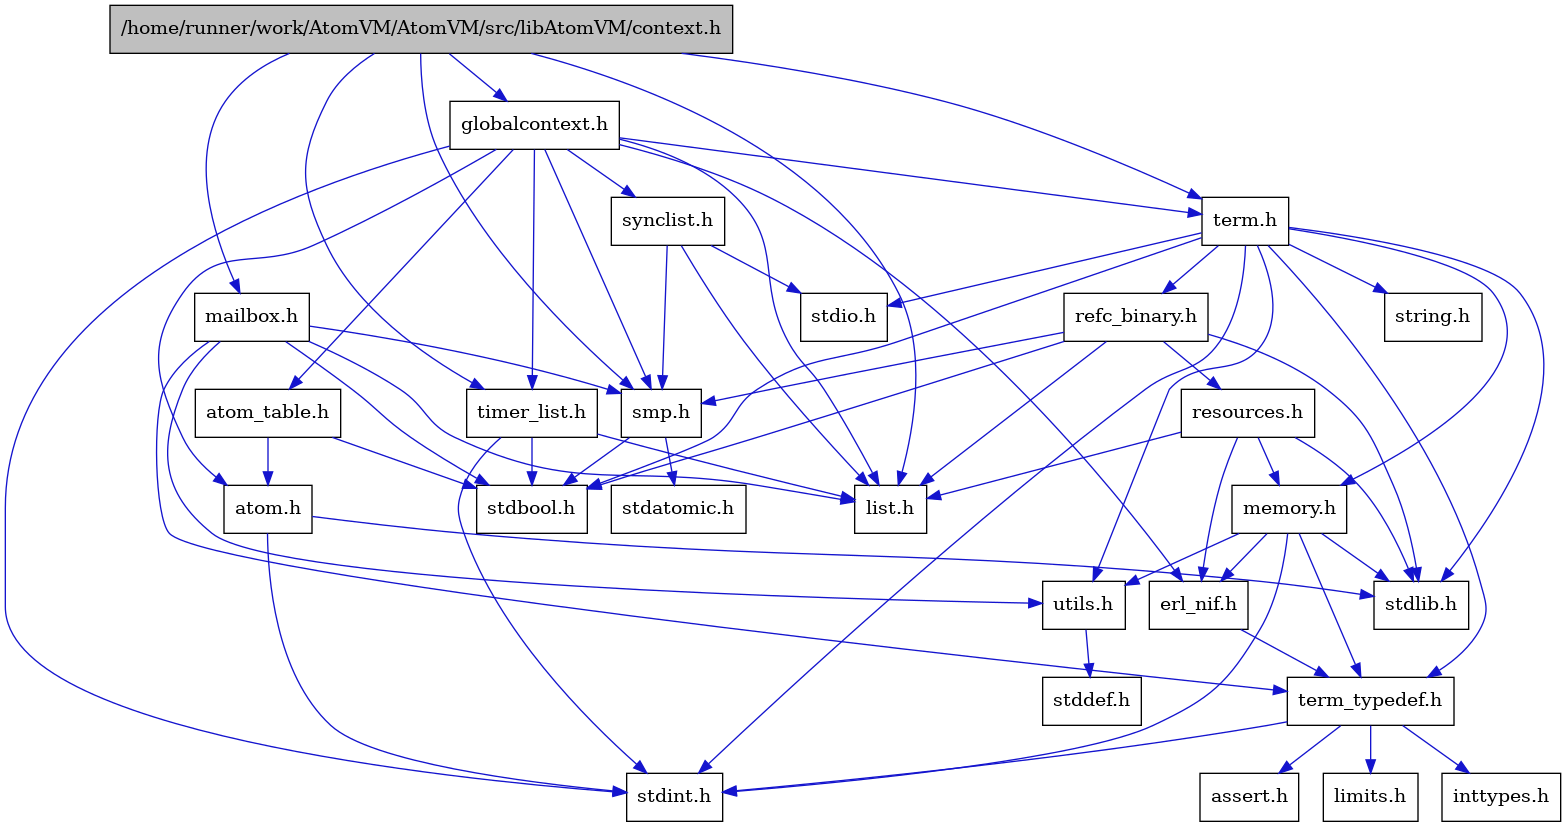 /home/runner/work/AtomVM/AtomVM/src/libAtomVM/context.h
globalcontext.h
synclist.h
term.h
mailbox.h
stdio.h
refc_binary.h
string.h
atom_table.h
timer_list.h
smp.h
resources.h
atom.h
stdbool.h
stdatomic.h
list.h
memory.h
utils.h
erl_nif.h
stdlib.h
stddef.h
term_typedef.h
stdint.h
assert.h
limits.h
inttypes.h